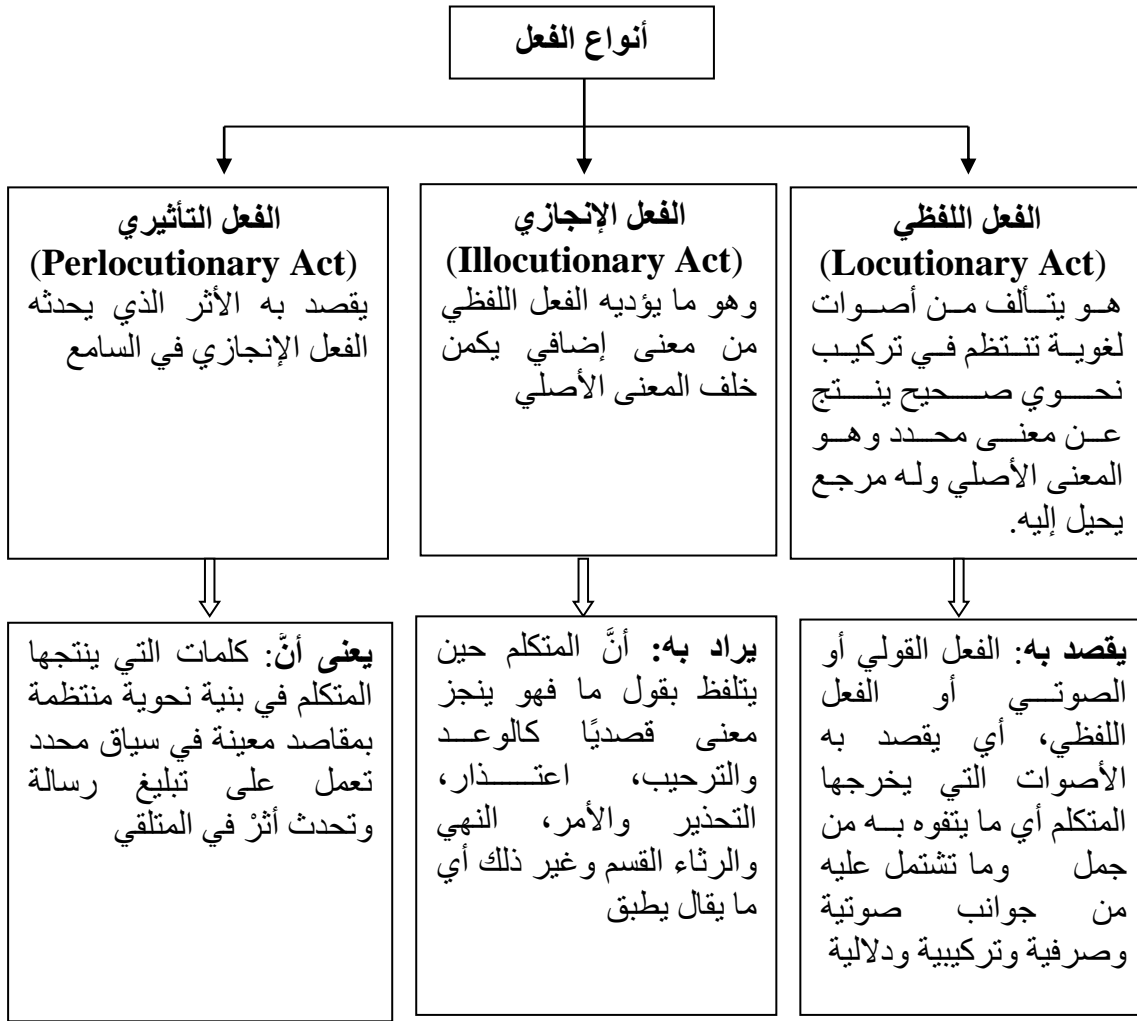 أنواع الفعل
الفعل اللفظي
(Locutionary Act)
هو يتألف من أصوات
لغوية تنتظم في تركيب
نحوي صحيح ينتج
عن معنى محدد وهو
المعنى الأصلي وله مرجع
يحيل إليه.
الفعل الإنجازي
(Illocutionary Act)
وهو ما يؤديه الفعل اللفظي
من معنى إضافي يكمن
خلف المعنى الأصلي
الفعل التأثيري
(Perlocutionary Act)
يقصد به الأثر الذي يحدثه
الفعل الإنجازي في السامع
يقصد به: الفعل القولي أو
الصوتي أو الفعل
اللفظي، أي يقصد به
الأصوات التي يخرجها
المتكلم أي ما يتفوه به من
جمل وما تشتمل عليه
من جوانب صوتية
وصرفية وتركيبية ودلالية
يراد به: أنَّ المتكلم حين
يتلفظ بقول ما فهو ينجز
معنى قصديًا كالوعد
والترحيب، اعتذار،
التحذير والأمر، النهي
والرثاء القسم وغير ذلك أي
ما يقال يطبق
يعنى أنَّ: كلمات التي ينتجها
المتكلم في بنية نحوية منتظمة
بمقاصد معينة في سياق محدد
تعمل على تبليغ رسالة
وتحدث أثرْ في المتلقي